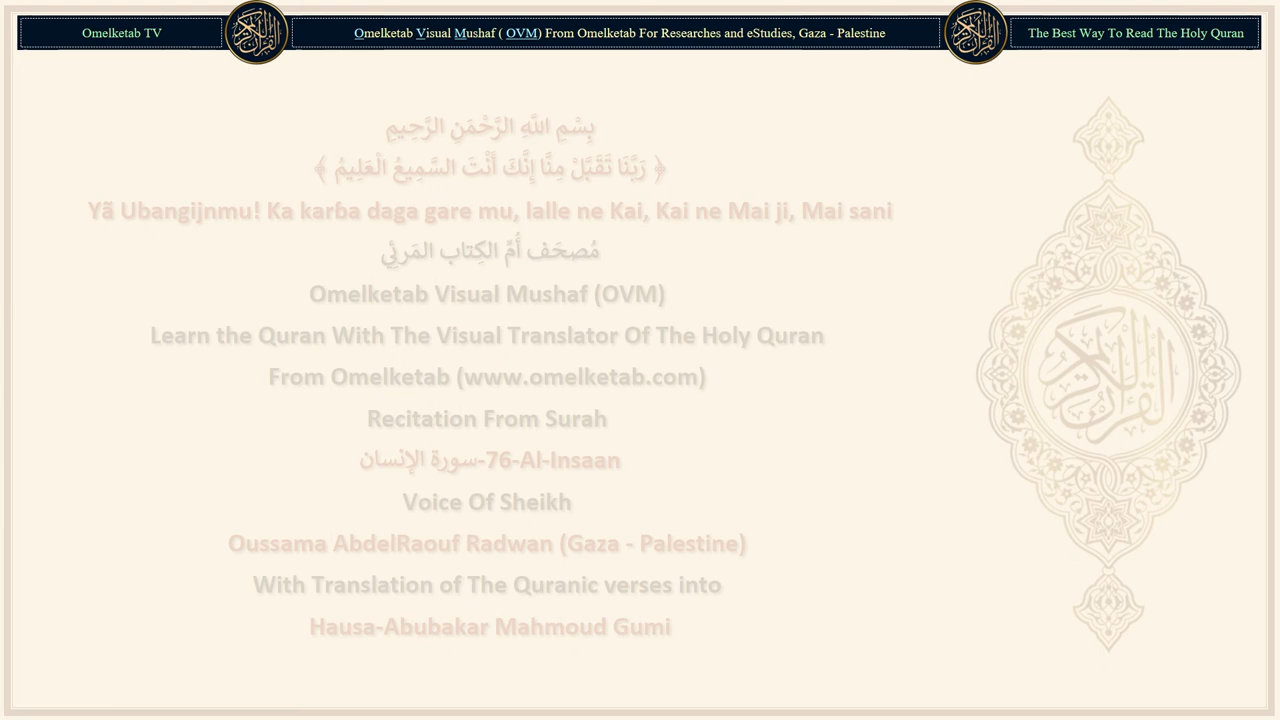 Omelketab TV
Omelketab Visual Mushaf ( OVM) From Omelketab For Researches and eStudies, Gaza - Palestine
The Best Way To Read The Holy Quran
بِسْمِ اللَّهِ الرَّحْمَنِ الرَّحِيمِ
﴿ رَبَّنَا تَقَبَّلْ مِنَّا إِنَّكَ أَنْتَ السَّمِيعُ الْعَلِيمُ ﴾
Yã Ubangijnmu! Ka karɓa daga gare mu, lalle ne Kai, Kai ne Mai ji, Mai sani
مُصحَف أُمّ الكِتاب المَرئِي
Omelketab Visual Mushaf (OVM)
Learn the Quran With The Visual Translator Of The Holy Quran
From Omelketab (www.omelketab.com)
Recitation From Surah
سورة الإنسان-76-Al-Insaan
Voice Of Sheikh
Oussama AbdelRaouf Radwan (Gaza - Palestine)
With Translation of The Quranic verses into
Hausa-Abubakar Mahmoud Gumi
القرآن الكريم